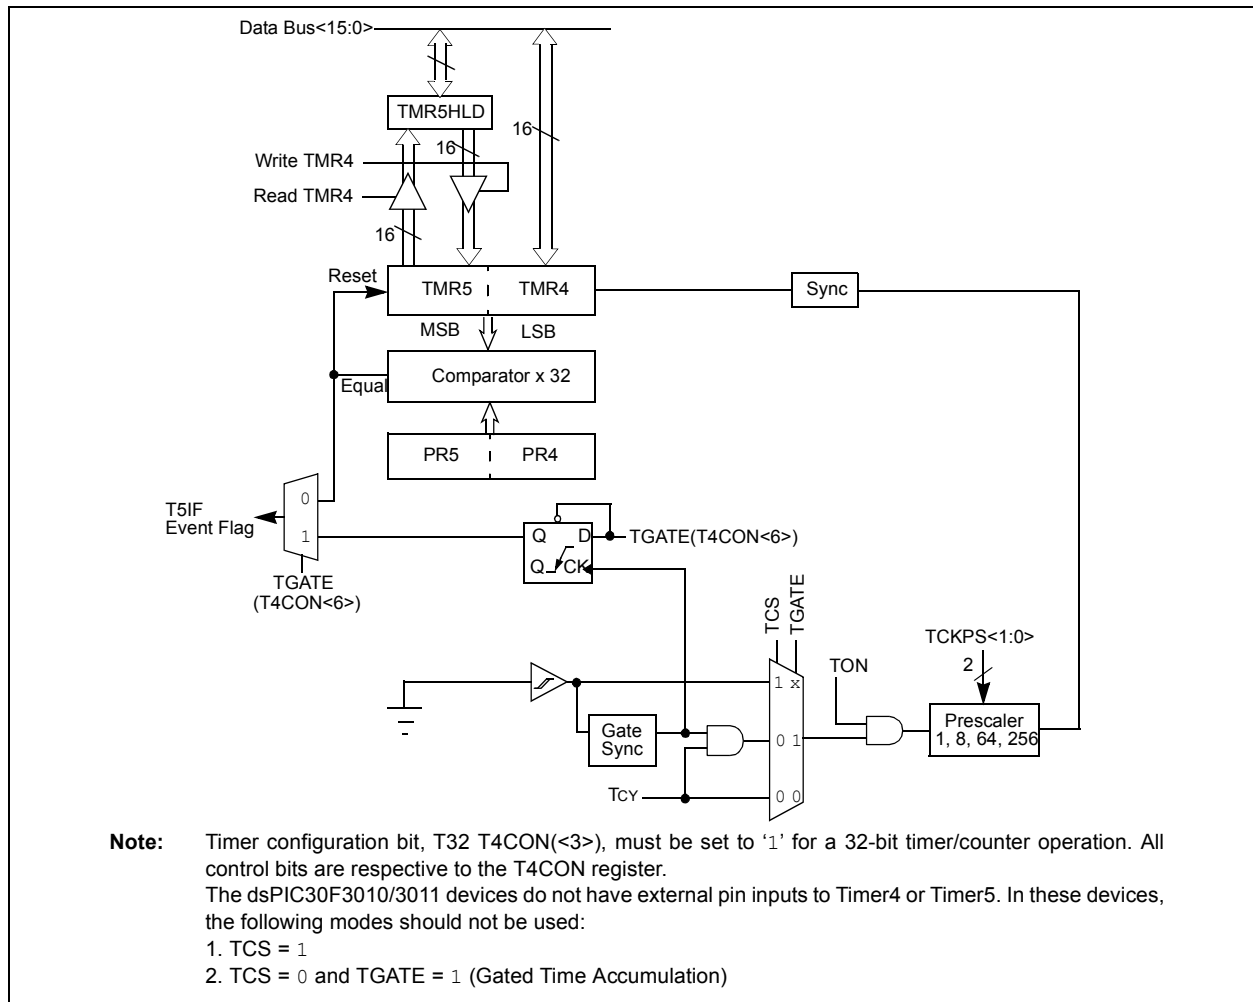 Data Bus<15:0>
TMR5HLD
16
16
Write TMR4
Read TMR4
16
Reset
TMR5
TMR4
Sync
MSB
LSB
Equal
Comparator x 32
PR5
PR4
0
T5IF
Event Flag
1
Q
D
TGATE(T4CON<6>)
Q
CK
TGATE
(T4CON<6>)
TCS
TGATE
TCKPS<1:0>
2
TON
1 x
Gate
Sync
0 1
Prescaler
1, 8, 64, 256
TCY
0 0
Note: Timer configuration bit, T32 T4CON(<3>), must be set to ‘1’ for a 32-bit timer/counter operation. All
control bits are respective to the T4CON register.
The dsPIC30F3010/3011 devices do not have external pin inputs to Timer4 or Timer5. In these devices,
the following modes should not be used:
1. TCS = 1
2. TCS = 0 and TGATE = 1 (Gated Time Accumulation)